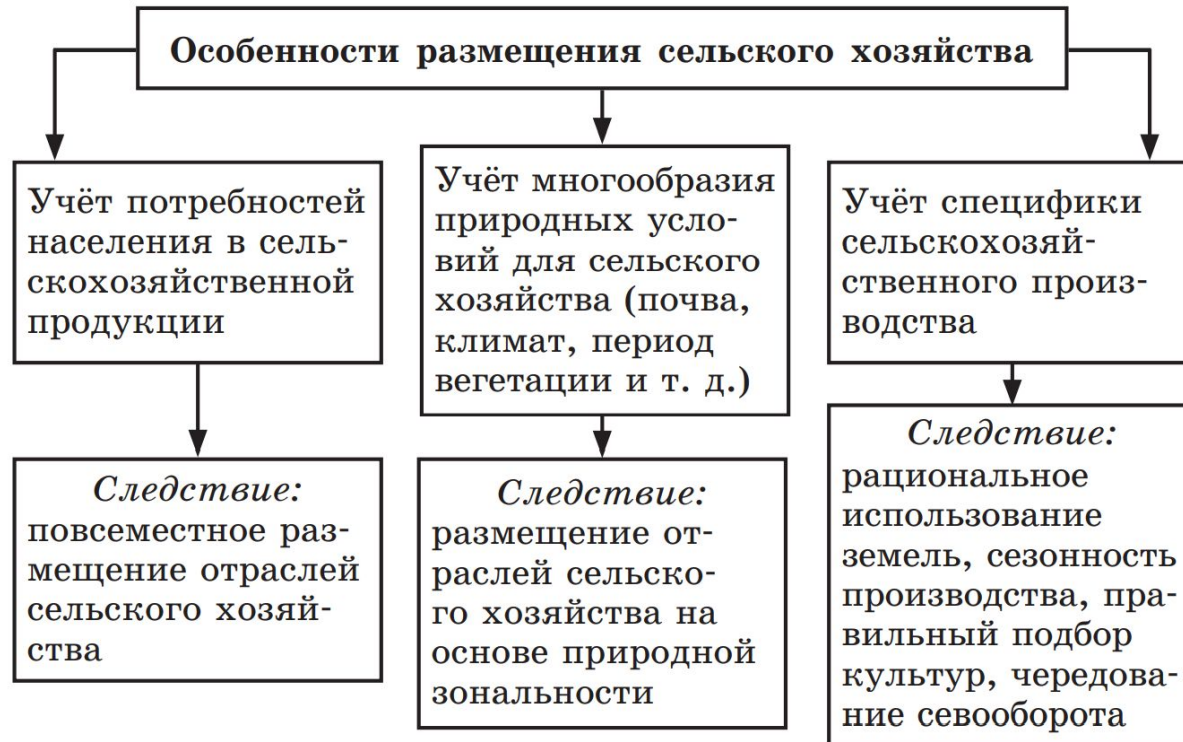 Особенности размещения сельского хозяйства
Учёт потребностей
населения в сель-
скохозяйственной
продукции
Следствие:
повсеместное раз-
мещение отраслей
сельского хозяй-
ства
Учёт многообразия
природных усло-
вий для сельского
хозяйства (почва,
климат, период
вегетации и т. д.)
Следствие:
размещение от-
раслей сельско-
го хозяйства на
основе природной
зональности
Учёт специфики
сельскохозяй-
ственного произ-
водства
Следствие:
рациональное
использование
земель, сезонность
производства, пра-
вильный подбор
культур, чередова-
ние севооборота